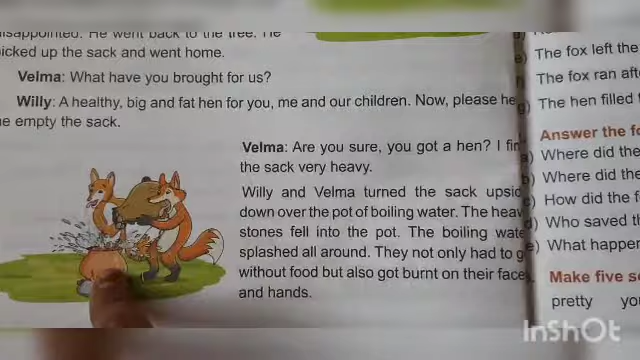 disappointed. He went back to the tree. He
picked up the sack and went home.
Velma: What have you brought for us?
Willy: A healthy, big and fat hen for you, me and our children. Now, please he
me empty the sack.
Velma: Are you sure, you got a hen? I fin
the sack very heavy.
Willy and Velma turned the sack upsid
down over the pot of boiling water. The heav
stones fell into the pot. The boiling wate
splashed all around. They not only had to g
without food but also got burnt on their face
and hands.
e) The fox left the
f) The fox ran afte
g) The hen filled
Answer the fo
a) Where did the
b) Where did the
c) How did the f
d) Who saved th
e) What happen
Make five se
pretty yo
InShOt